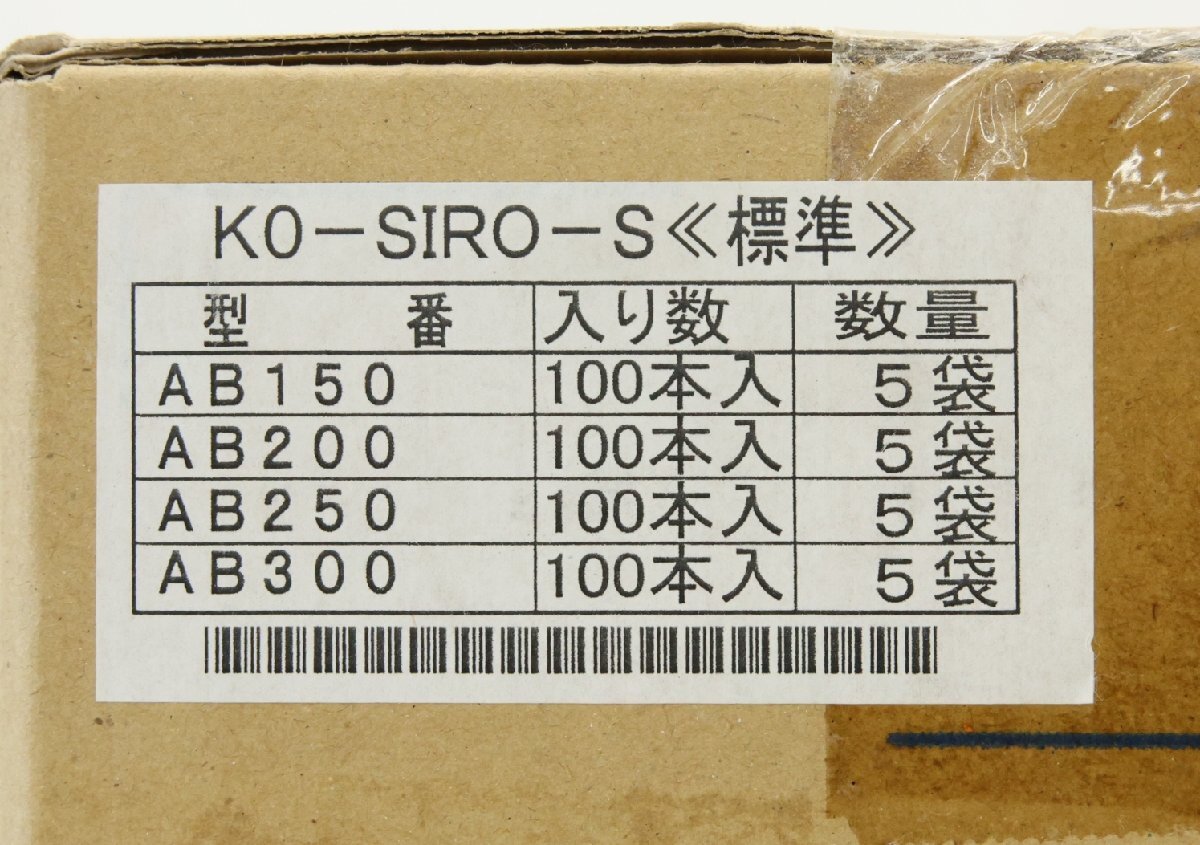 KO－SIRO－S≪標準≫
型　番 入り数 数量
AB150 100本入 5袋
AB200 100本入 5袋
AB250 100本入 5袋
AB300 100本入 5袋